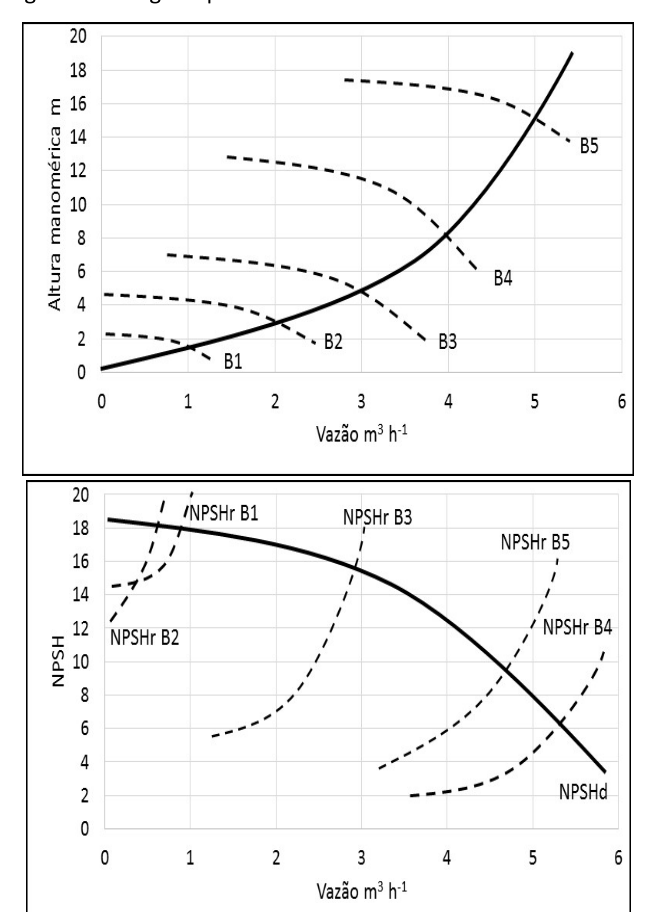 20
18
16
14
12
10
8
6
4
2
0
Altura manomérica m
B5
B4
B3
B2
B1
0 1 2 3 4 5 6
Vazão m³ h⁻¹
20
18
16
14
12
10
8
6
4
2
0
NPSH
NPSHr B1
NPSHr B3
NPSHr B5
NPSHr B4
NPSHr B2
NPSHd
0 1 2 3 4 5 6
Vazão m³ h⁻¹